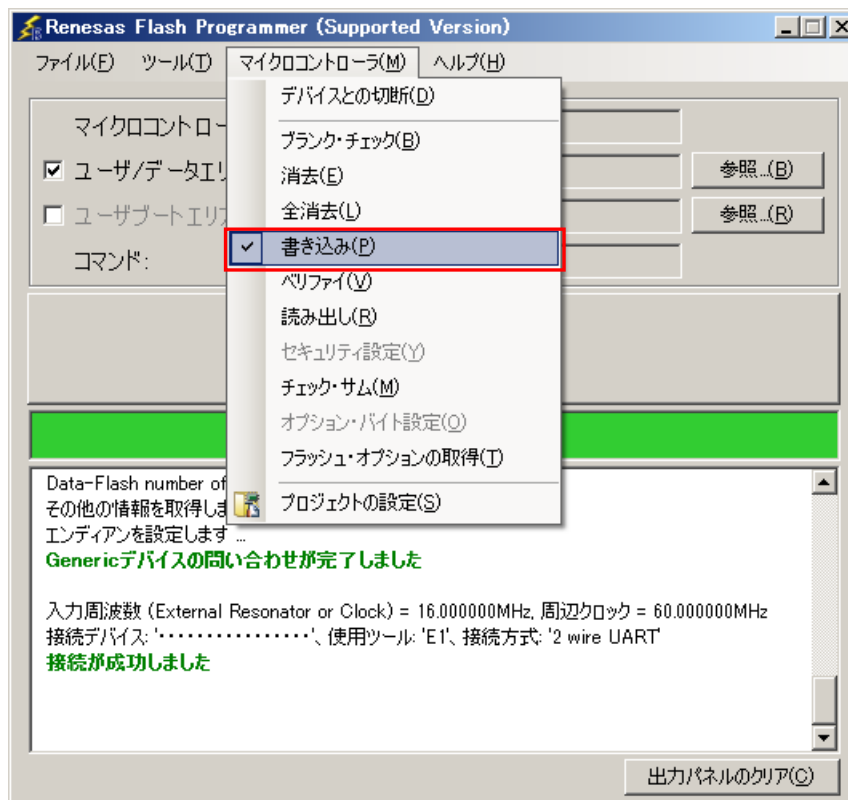 Renesas Flash Programmer (Supported Version)
ファイル(F) ツール(T) マイクロコントローラ(M) ヘルプ(H)
デバイスとの切断(D)
マイクロコントロー
ブランク・チェック(B)
ユーザ/データエリ
消去(E)
参照...(B)
全消去(L)
ユーザブートエリア
参照...(R)
書き込み(P)
コマンド:
ベリファイ(V)
読み出し(R)
セキュリティ設定(Y)
チェック・サム(M)
オプション・バイト設定(O)
フラッシュ・オプションの取得(T)
プロジェクトの設定(S)
Data-Flash number of
その他の情報を取得しま
エンディアンを設定します ...
Genericデバイスの問い合わせが完了しました
入力周波数 (External Resonator or Clock) = 16.000000MHz, 周辺クロック = 60.000000MHz
接続デバイス: '････････････････'、使用ツール: 'E1'、接続方式: '2 wire UART'
接続が成功しました
出力パネルのクリア(C)